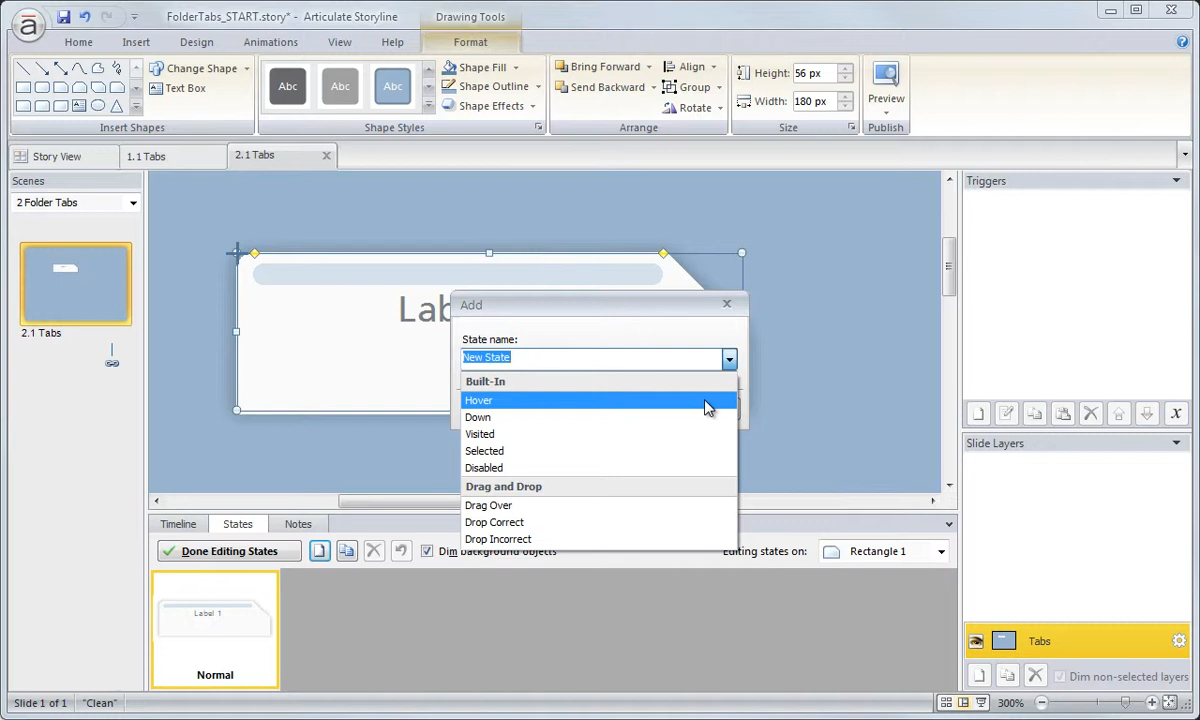 FolderTabs_START.story* - Articulate Storyline
Drawing Tools
Home
Insert
Design
Animations
View
Help
Format
Change Shape
Text Box
Insert Shapes
Abc
Abc
Abc
Shape Fill
Shape Outline
Shape Effects
Shape Styles
Bring Forward
Send Backward
Align
Group
Rotate
Arrange
Height: 56 px
Width: 180 px
Size
Preview
Publish
Story View
1.1 Tabs
2.1 Tabs
Scenes
2 Folder Tabs
2.1 Tabs
Lab
Add
State name:
New State
Built-In
Hover
Down
Visited
Selected
Disabled
Drag and Drop
Drag Over
Drop Correct
Drop Incorrect
Triggers
Slide Layers
Timeline
States
Notes
Done Editing States
Dim background objects
Editing states on:
Rectangle 1
Label 1
Normal
Tabs
Dim non-selected layers
Slide 1 of 1
"Clean"
300%